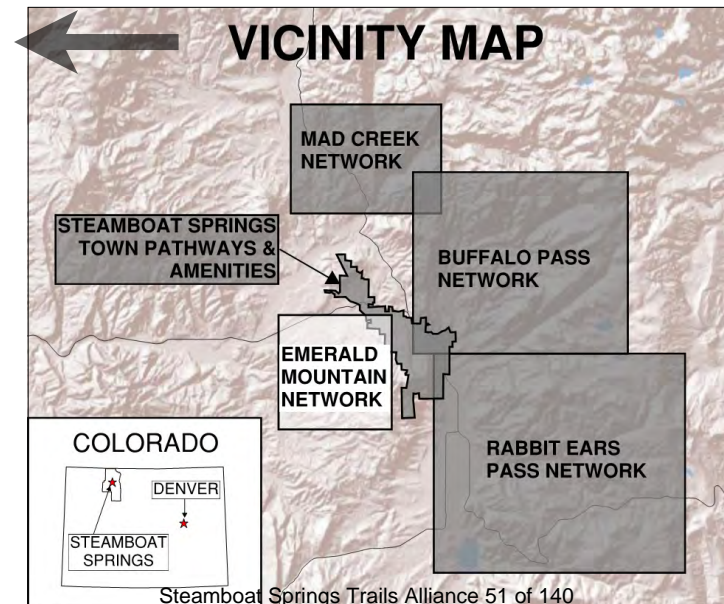 VICINITY MAP
MAD CREEK
NETWORK
STEAMBOAT SPRINGS
TOWN PATHWAYS &
AMENITIES
BUFFALO PASS
NETWORK
EMERALD
MOUNTAIN
NETWORK
RABBIT EARS
PASS NETWORK
COLORADO
DENVER
STEAMBOAT
SPRINGS
Steamboat Springs Trails Alliance 51 of 140